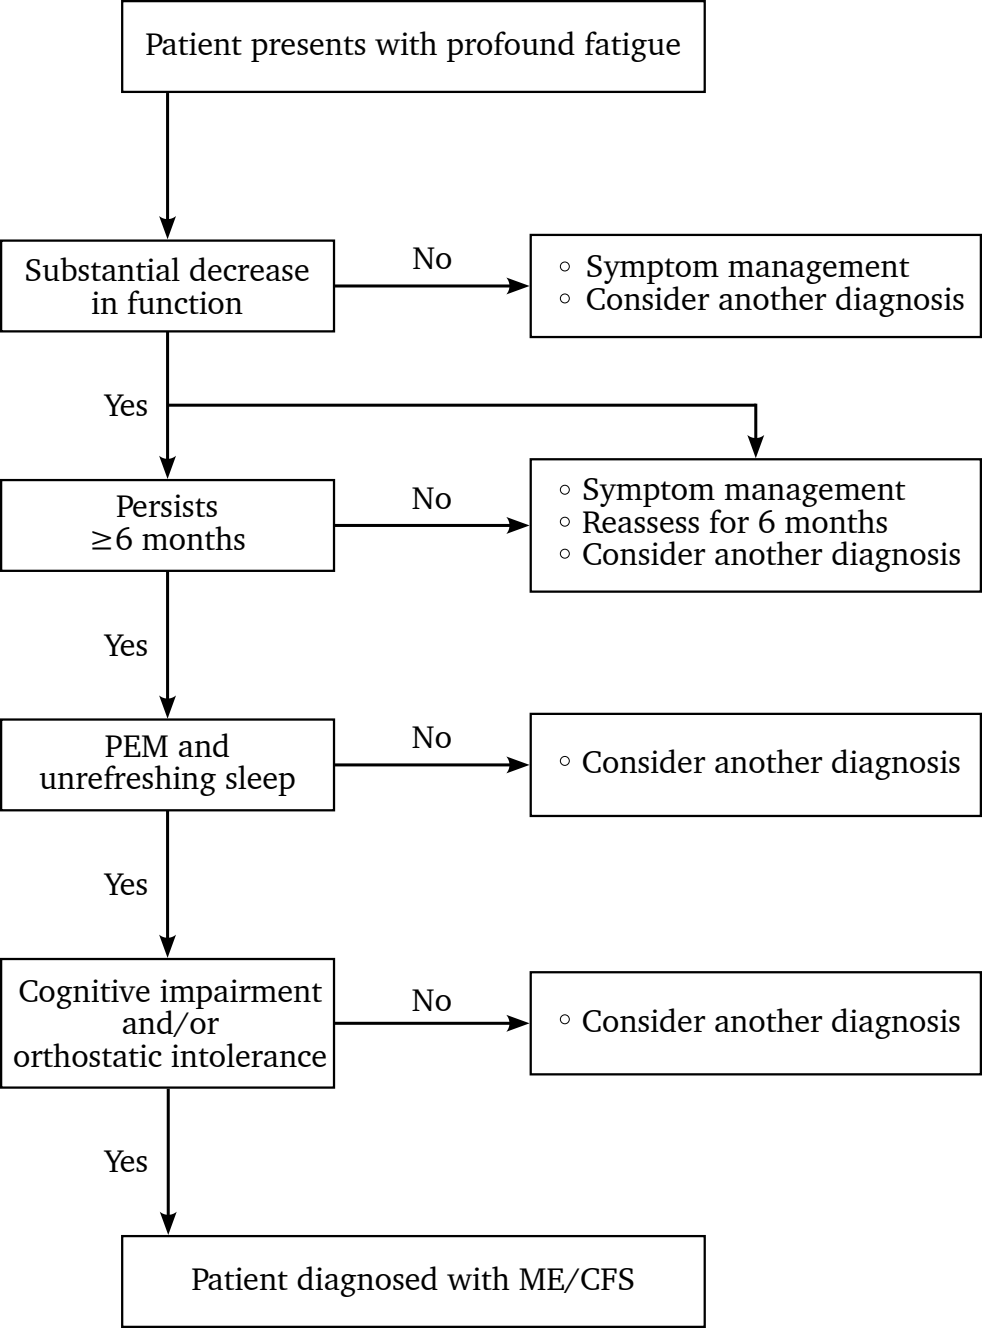 Patient presents with profound fatigue
Substantial decrease
in function
No
◦ Symptom management
◦ Consider another diagnosis
Yes
Persists
≥6 months
No
◦ Symptom management
◦ Reassess for 6 months
◦ Consider another diagnosis
Yes
PEM and
unrefreshing sleep
No
◦ Consider another diagnosis
Yes
Cognitive impairment
and/or
orthostatic intolerance
No
◦ Consider another diagnosis
Yes
Patient diagnosed with ME/CFS